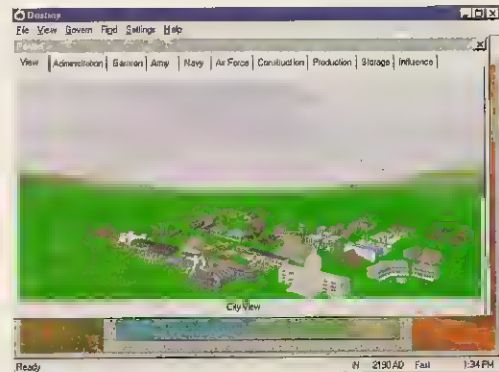 Destiny
File View Govern Find Settings Help
View Administration Garrison Army Navy Air Force Construction Production Storage Influence
City View
Ready 2190 AD Fast 1:34 PM